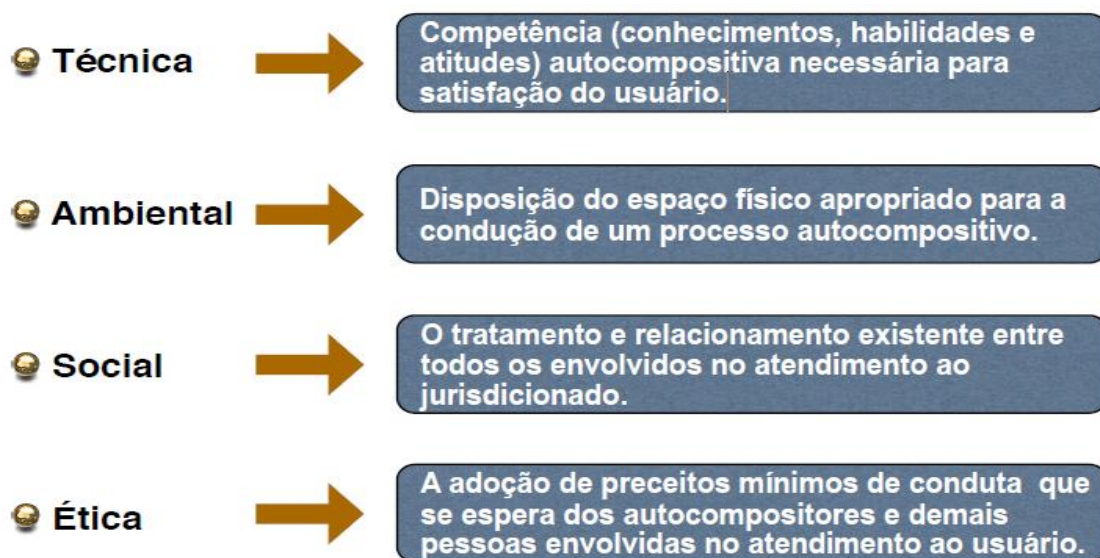 Técnica
Competência (conhecimentos, habilidades e
atitudes) autocompositiva necessária para
satisfação do usuário.
Ambiental
Disposição do espaço físico apropriado para a
condução de um processo autocompositivo.
Social
O tratamento e relacionamento existente entre
todos os envolvidos no atendimento ao
jurisdicionado.
Ética
A adoção de preceitos mínimos de conduta que
se espera dos autocompositores e demais
pessoas envolvidas no atendimento ao usuário.